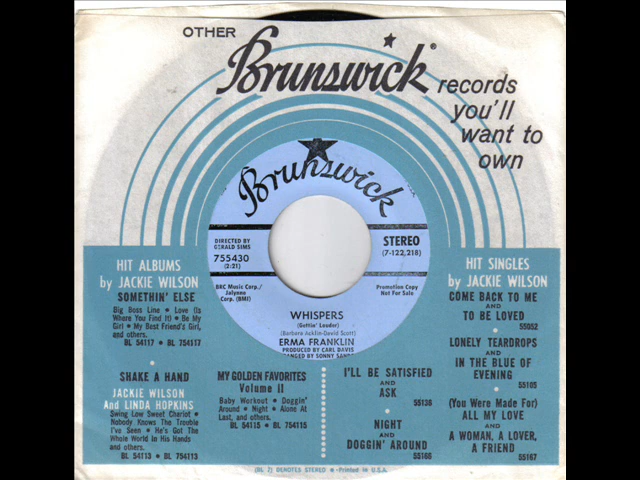 OTHER
Brunswick®
records
you'll
want to
own
Brunswick
DIRECTED BY
GERALD SIMS
755430
(2:21)
STEREO
(7-122,218)
BRC Music Corp./
Jalynne
Corp. (BMI)
Promotion Copy
Not For Sale
WHISPERS
(Gettin' Louder)
(Barbara Acklin-David Scott)
ERMA FRANKLIN
PRODUCED BY CARL DAVIS
HIT ALBUMS
by JACKIE WILSON
SOMETHIN' ELSE
Big Boss Line • Love (Is
Where You Find It) • Be My
Girl • My Best Friend's Girl,
and others.
BL 54117 • BL 754117
SHAKE A HAND
JACKIE WILSON
And LINDA HOPKINS
Swing Low Sweet Chariot •
Nobody Knows The Trouble
I've Seen • He's Got The
Whole World In His Hands
and others
BL 54113 • BL 754113
MY GOLDEN FAVORITES
Volume II
Baby Workout • Doggin'
Around • Night • Alone At
Last, and others.
BL 54115 • BL 754115
I'LL BE SATISFIED
AND
ASK
55136
•
NIGHT
AND
DOGGIN' AROUND
55166
HIT SINGLES
by JACKIE WILSON
COME BACK TO ME
AND
TO BE LOVED
55052
•
LONELY TEARDROPS
AND
IN THE BLUE OF
EVENING
55105
•
(You Were Made For)
ALL MY LOVE
AND
A WOMAN, A LOVER,
A FRIEND
55167
(BL 7) DENOTES STEREO • Printed in U.S.A.